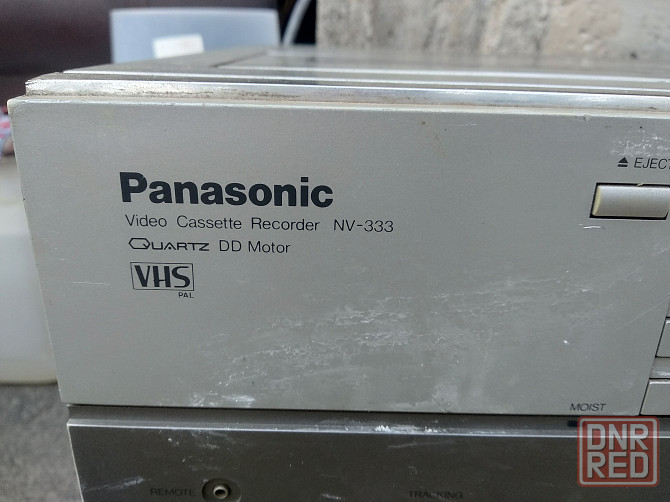 Panasonic
Video Cassette Recorder NV-333
QUARTZ DD Motor
VHS
PAL
EJECT
MOIST
REMOTE
TRACKING
DNR
RED